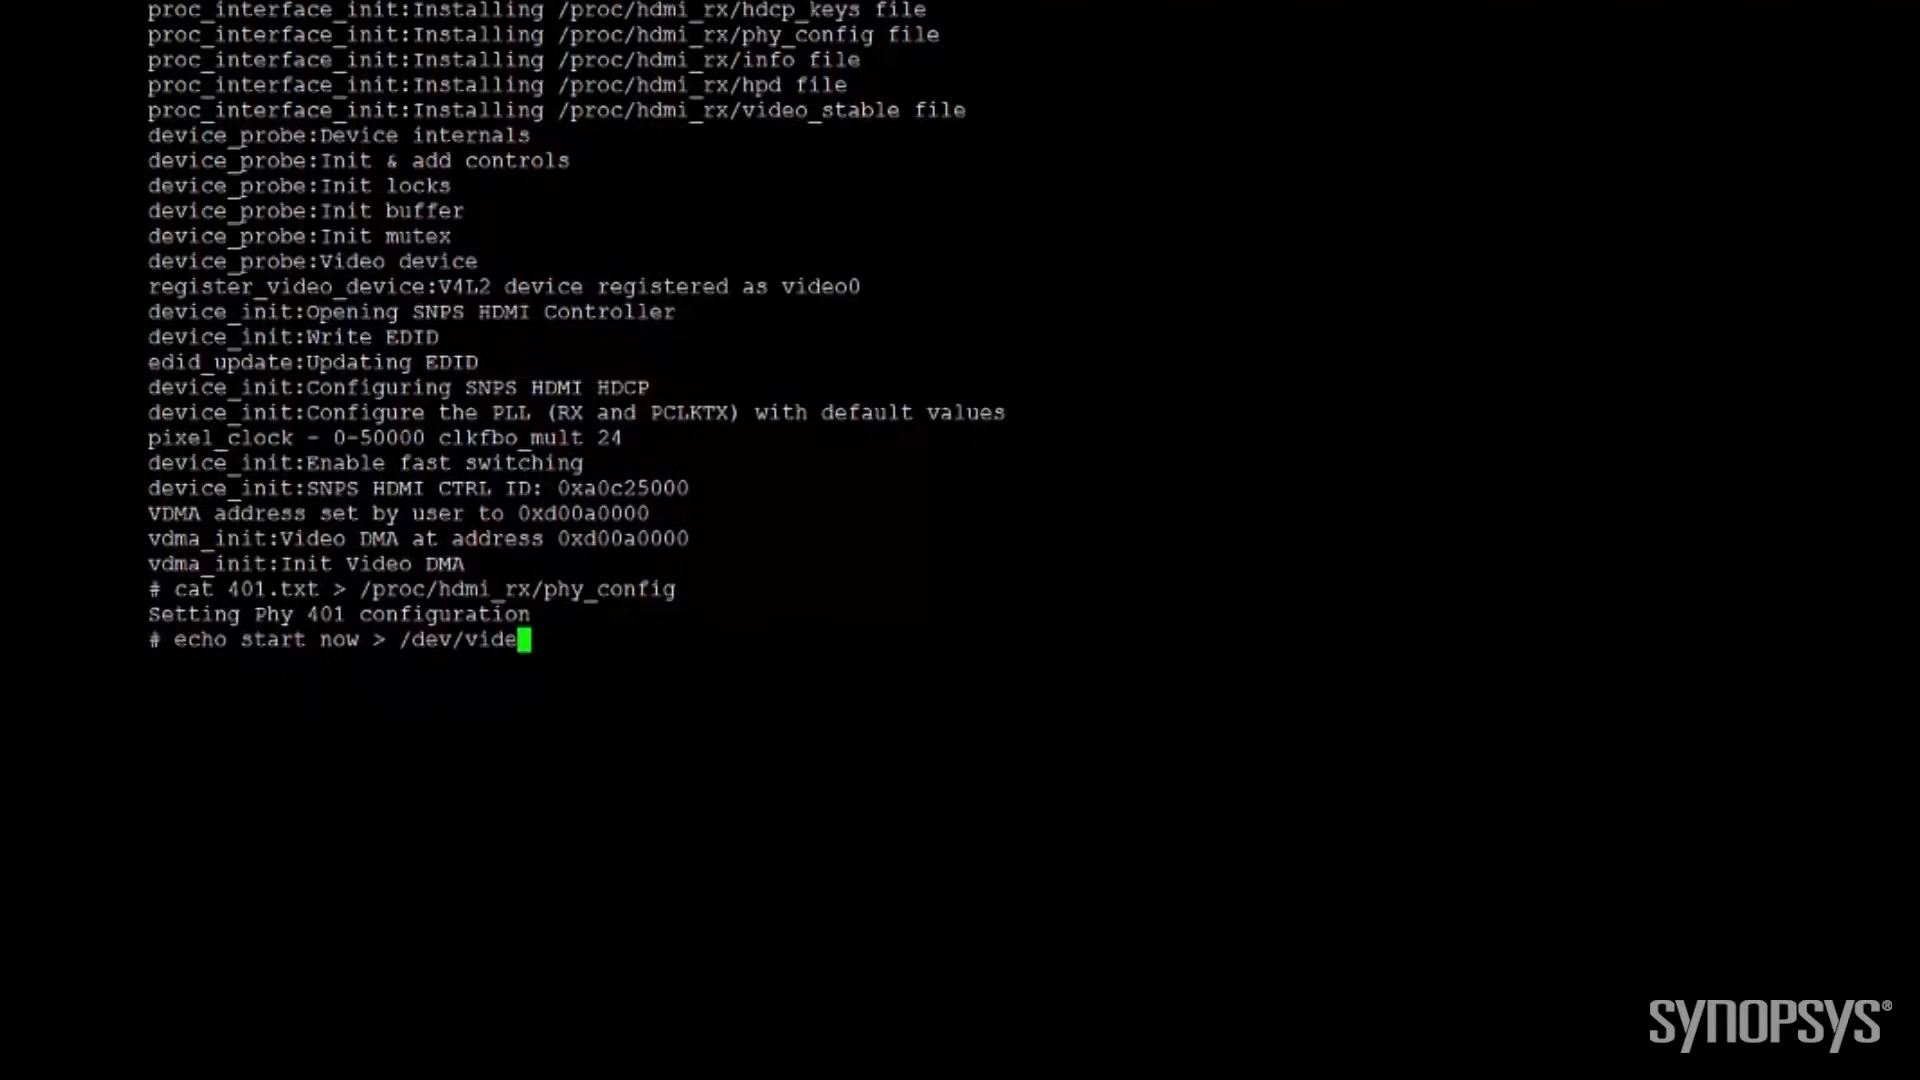 proc_interface_init:Installing /proc/hdmi_rx/hdcp_keys file
proc_interface_init:Installing /proc/hdmi_rx/phy_config file
proc_interface_init:Installing /proc/hdmi_rx/info file
proc_interface_init:Installing /proc/hdmi_rx/hpd file
proc_interface_init:Installing /proc/hdmi_rx/video_stable file
device_probe:Device internals
device_probe:Init & add controls
device_probe:Init locks
device_probe:Init buffer
device_probe:Init mutex
device_probe:Video device
register_video_device:V4L2 device registered as video0
device_init:Opening SNPS HDMI Controller
device_init:Write EDID
edid_update:Updating EDID
device_init:Configuring SNPS HDMI HDCP
device_init:Configure the PLL (RX and PCLKTX) with default values
pixel_clock - 0-50000 clkfbo_mult 24
device_init:Enable fast switching
device_init:SNPS HDMI CTRL ID: 0xa0c25000
VDMA address set by user to 0xd00a0000
vdma_init:Video DMA at address 0xd00a0000
vdma_init:Init Video DMA
# cat 401.txt > /proc/hdmi_rx/phy_config
Setting Phy 401 configuration
# echo start now > /dev/vide
SYNOPSYS®